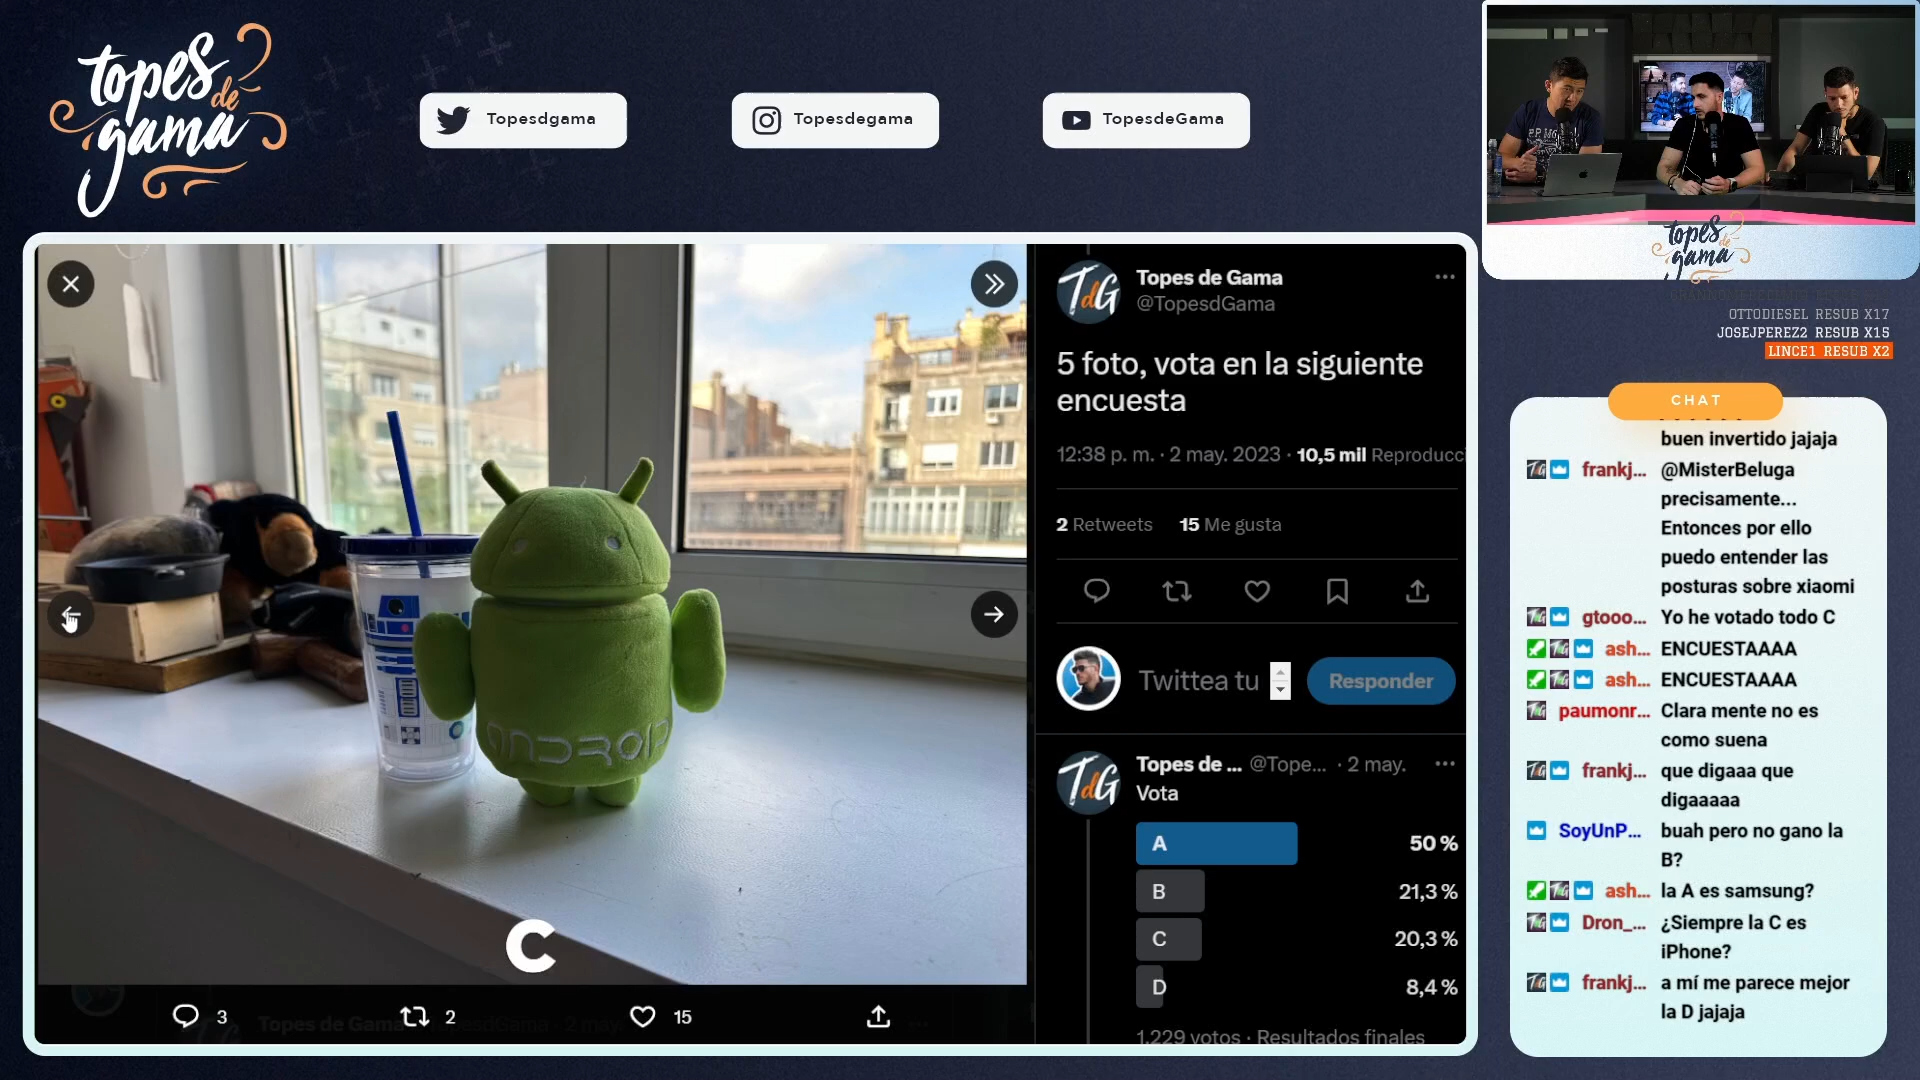 topes
de
gama
Topesdgama
Topesdegama
TopesdeGama
topes
de
gama
OTTODIESEL RESUB X17
JOSEJPEREZ2 RESUB X15
LINCE1 RESUB X2
TdG
Topes de Gama
@TopesdGama
5 foto, vota en la siguiente
encuesta
12:38 p. m. · 2 may. 2023 · 10,5 mil Reproducci
2 Retweets 15 Me gusta
Twittea tu
Responder
TdG
Topes de ... @Tope... · 2 may.
Vota
A 50 %
B 21,3 %
C 20,3 %
D 8,4 %
1.229 votos · Resultados finales
ANDROID
C
3
2
15
CHAT
buen invertido jajaja
frankj... @MisterBeluga
precisamente...
Entonces por ello
puedo entender las
posturas sobre xiaomi
gtooo... Yo he votado todo C
ash... ENCUESTAAAA
ash... ENCUESTAAAA
paumonr... Clara mente no es
como suena
frankj... que digaaa que
digaaaaa
SoyUnP... buah pero no gano la
B?
ash... la A es samsung?
Dron_... ¿Siempre la C es
iPhone?
frankj... a mí me parece mejor
la D jajaja